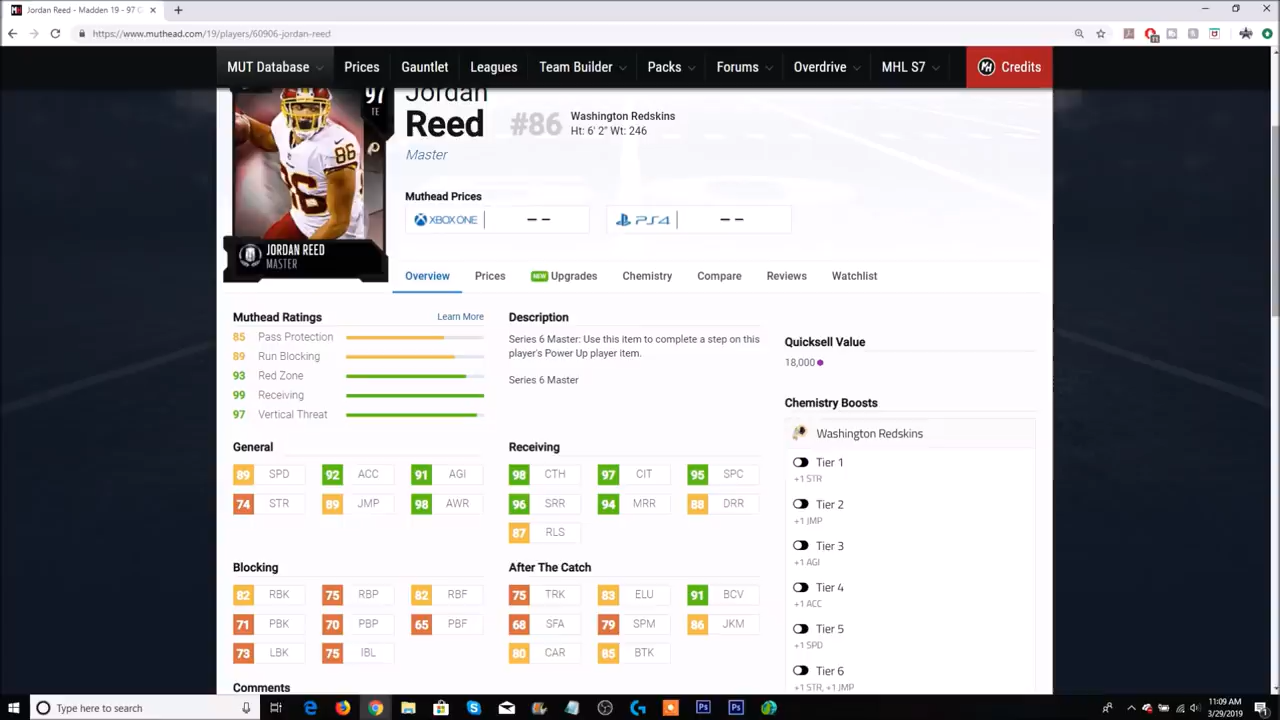 Jordan Reed - Madden 19 - 97 O
https://www.muthead.com/19/players/60906-jordan-reed
11
MUT Database
Prices
Gauntlet
Leagues
Team Builder
Packs
Forums
Overdrive
MHL S7
Credits
97
TE
86
86
JORDAN REED
MASTER
Jordan
Reed
#86
Washington Redskins
Ht: 6' 2" Wt: 246
Master
Muthead Prices
XBOX ONE
– –
PS4
– –
Overview
Prices
NEW Upgrades
Chemistry
Compare
Reviews
Watchlist
Muthead Ratings
Learn More
85 Pass Protection
89 Run Blocking
93 Red Zone
99 Receiving
97 Vertical Threat
Description
Series 6 Master: Use this item to complete a step on this
player's Power Up player item.
Series 6 Master
Quicksell Value
18,000
Chemistry Boosts
Washington Redskins
Tier 1
+1 STR
Tier 2
+1 JMP
Tier 3
+1 AGI
Tier 4
+1 ACC
Tier 5
+1 SPD
Tier 6
+1 STR, +1 JMP
General
89 SPD 92 ACC 91 AGI
74 STR 89 JMP 98 AWR
Receiving
98 CTH 97 CIT 95 SPC
96 SRR 94 MRR 88 DRR
87 RLS
Blocking
82 RBK 75 RBP 82 RBF
71 PBK 70 PBP 65 PBF
73 LBK 75 IBL
After The Catch
75 TRK 83 ELU 91 BCV
68 SFA 79 SPM 86 JKM
80 CAR 85 BTK
Comments
Type here to search
11:09 AM
3/29/2019